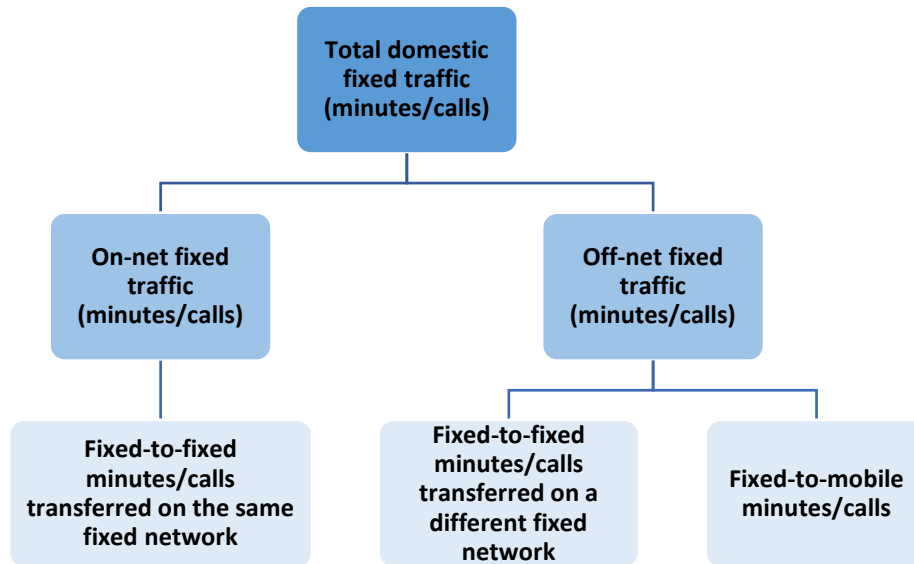 Total domestic
fixed traffic
(minutes/calls)
On-net fixed
traffic
(minutes/calls)
Off-net fixed
traffic
(minutes/calls)
Fixed-to-fixed
minutes/calls
transferred on the same
fixed network
Fixed-to-fixed
minutes/calls
transferred on a
different fixed
network
Fixed-to-mobile
minutes/calls